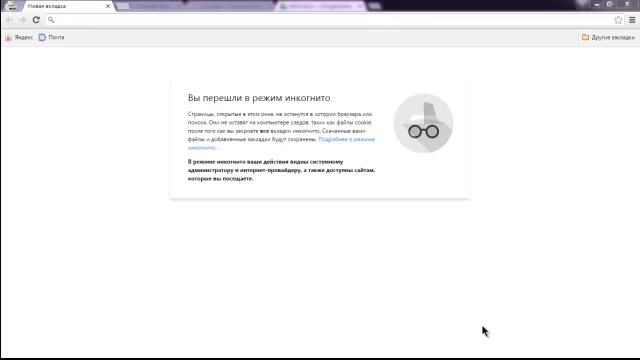 Новая вкладка
Яндекс
Почта
Другие закладки
Вы перешли в режим инкогнито
Страницы, открытые в этом окне, не останутся в истории браузера или
поиска. Они не оставят на компьютере следов, таких как файлы cookie,
после того как вы закроете все вкладки инкогнито. Скачанные вами
файлы и добавленные закладки будут сохранены. Подробнее о режиме
инкогнито…
В режиме инкогнито ваши действия видны системному
администратору и интернет-провайдеру, а также доступны сайтам,
которые вы посещаете.